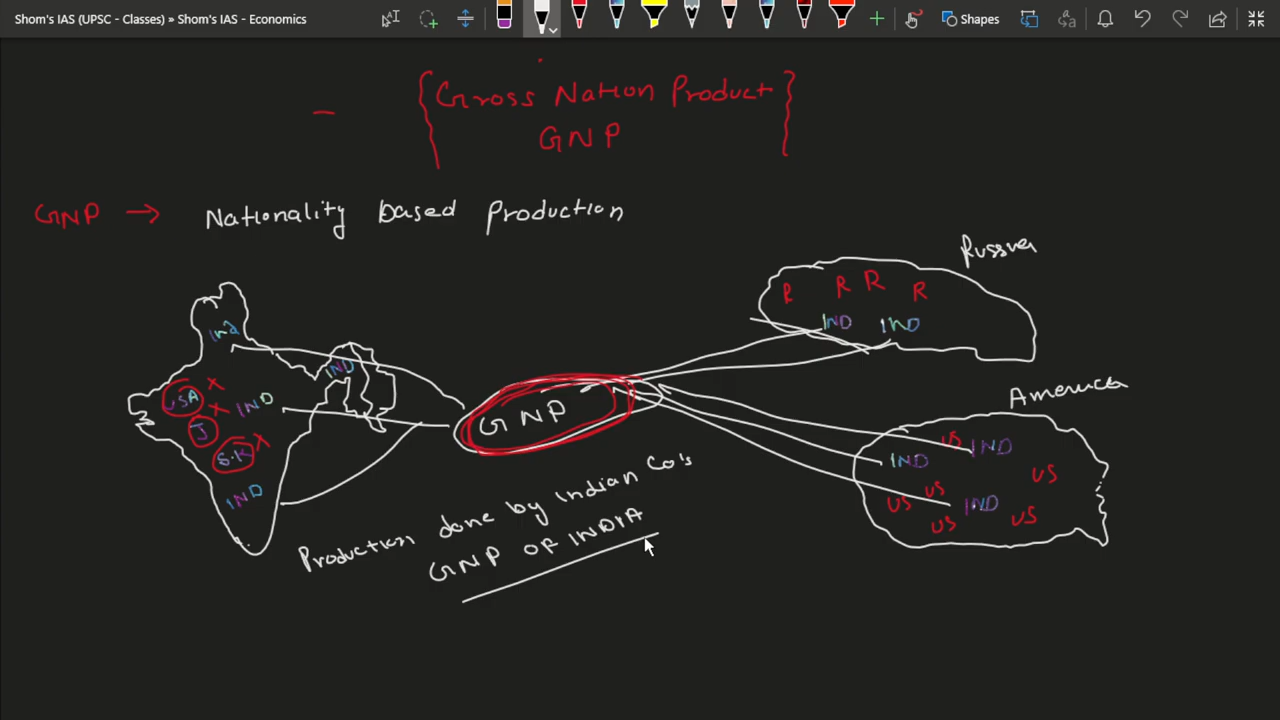 Shom's IAS (UPSC - Classes) » Shom's IAS - Economics
Shapes
Gross Nation Product
GNP
GNP → Nationality based Production
Russia
R R R R
IND IND
America
US IND
IND US
US US IND
US US
Ind
IND
USA X IND
J X
S.K X
IND
GNP
Production done by Indian Co's
GNP OF INDIA